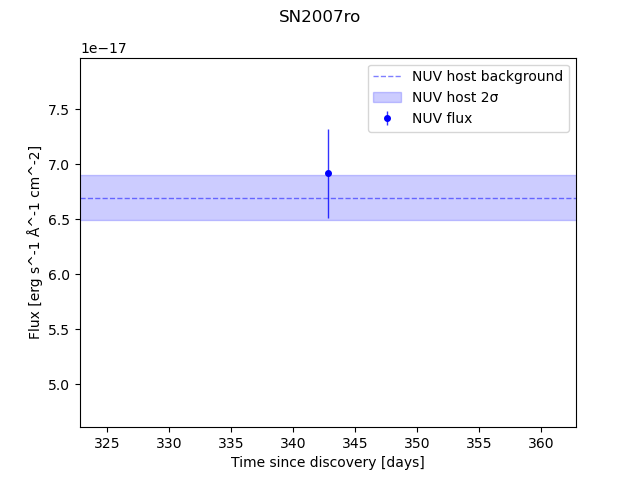 SN2007ro
1e−17
NUV host background
NUV host 2σ
NUV flux
7.5
7.0
6.5
6.0
5.5
5.0
Flux [erg s^-1 Å^-1 cm^-2]
325 330 335 340 345 350 355 360
Time since discovery [days]